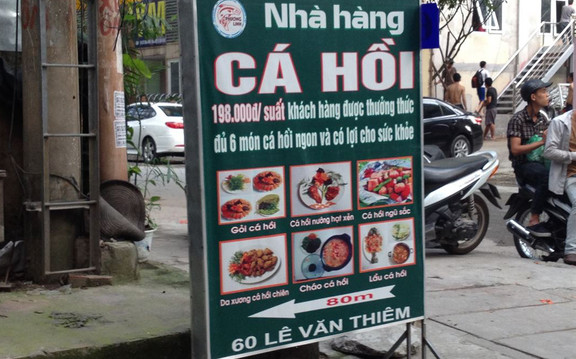 Nhà hàng
CÁ HỒI
198.000đ/ suất khách hàng được thưởng thức
đủ 6 món cá hồi ngon và có lợi cho sức khỏe
Gỏi cá hồi
Cá hồi nướng hạt xén
Cá hồi ngũ sắc
Da xương cá hồi chiên
Cháo cá hồi
Lẩu cá hồi
80m
60 LÊ VĂN THIÊM